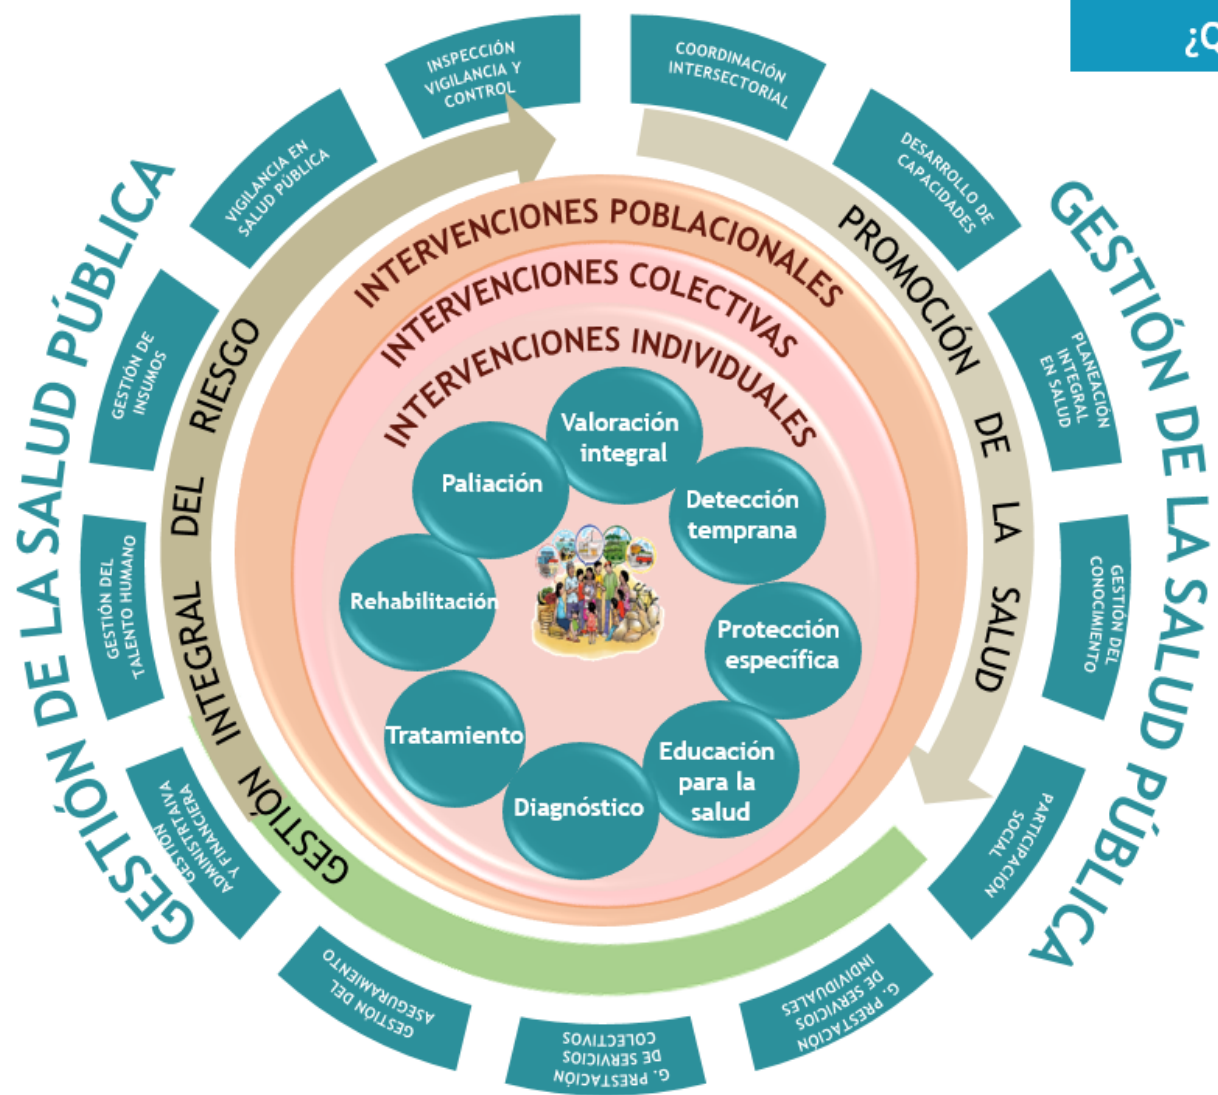 ¿Q
GESTIÓN DE LA SALUD PÚBLICA
GESTIÓN DE LA SALUD PÚBLICA
COORDINACIÓN
INTERSECTORIAL
DESARROLLO DE
CAPACIDADES
PLANEACIÓN
INTEGRAL
EN SALUD
GESTIÓN DEL
CONOCIMIENTO
PARTICIPACIÓN
SOCIAL
G. PRESTACIÓN
DE SERVICIOS
INDIVIDUALES
G. PRESTACIÓN
DE SERVICIOS
COLECTIVOS
GESTIÓN DEL
ASEGURAMIENTO
GESTIÓN
ADMINISTRTAIVA
Y FINANCIERA
GESTIÓN DEL
TALENTO HUMANO
GESTIÓN DE
INSUMOS
VIGILANCIA EN
SALUD PÚBLICA
INSPECCIÓN
VIGILANCIA Y
CONTROL
PROMOCIÓN DE LA SALUD
GESTIÓN INTEGRAL DEL RIESGO
INTERVENCIONES POBLACIONALES
INTERVENCIONES COLECTIVAS
INTERVENCIONES INDIVIDUALES
Valoración
integral
Detección
temprana
Protección
específica
Educación
para la
salud
Diagnóstico
Tratamiento
Rehabilitación
Paliación